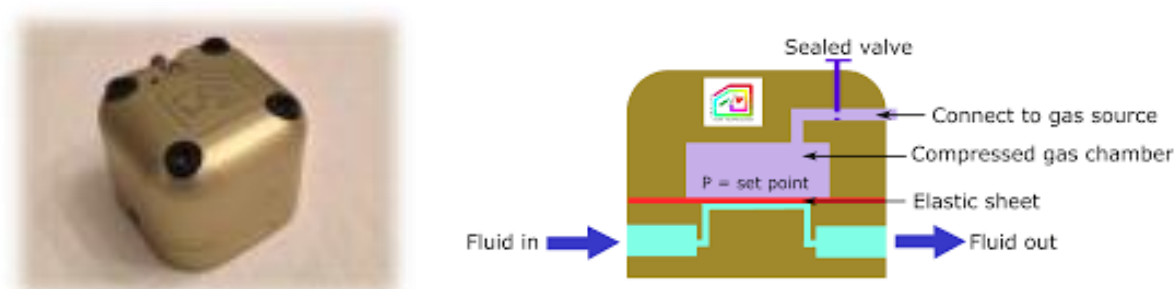 Sealed valve
Connect to gas source
Compressed gas chamber
P = set point
Elastic sheet
Fluid in
Fluid out